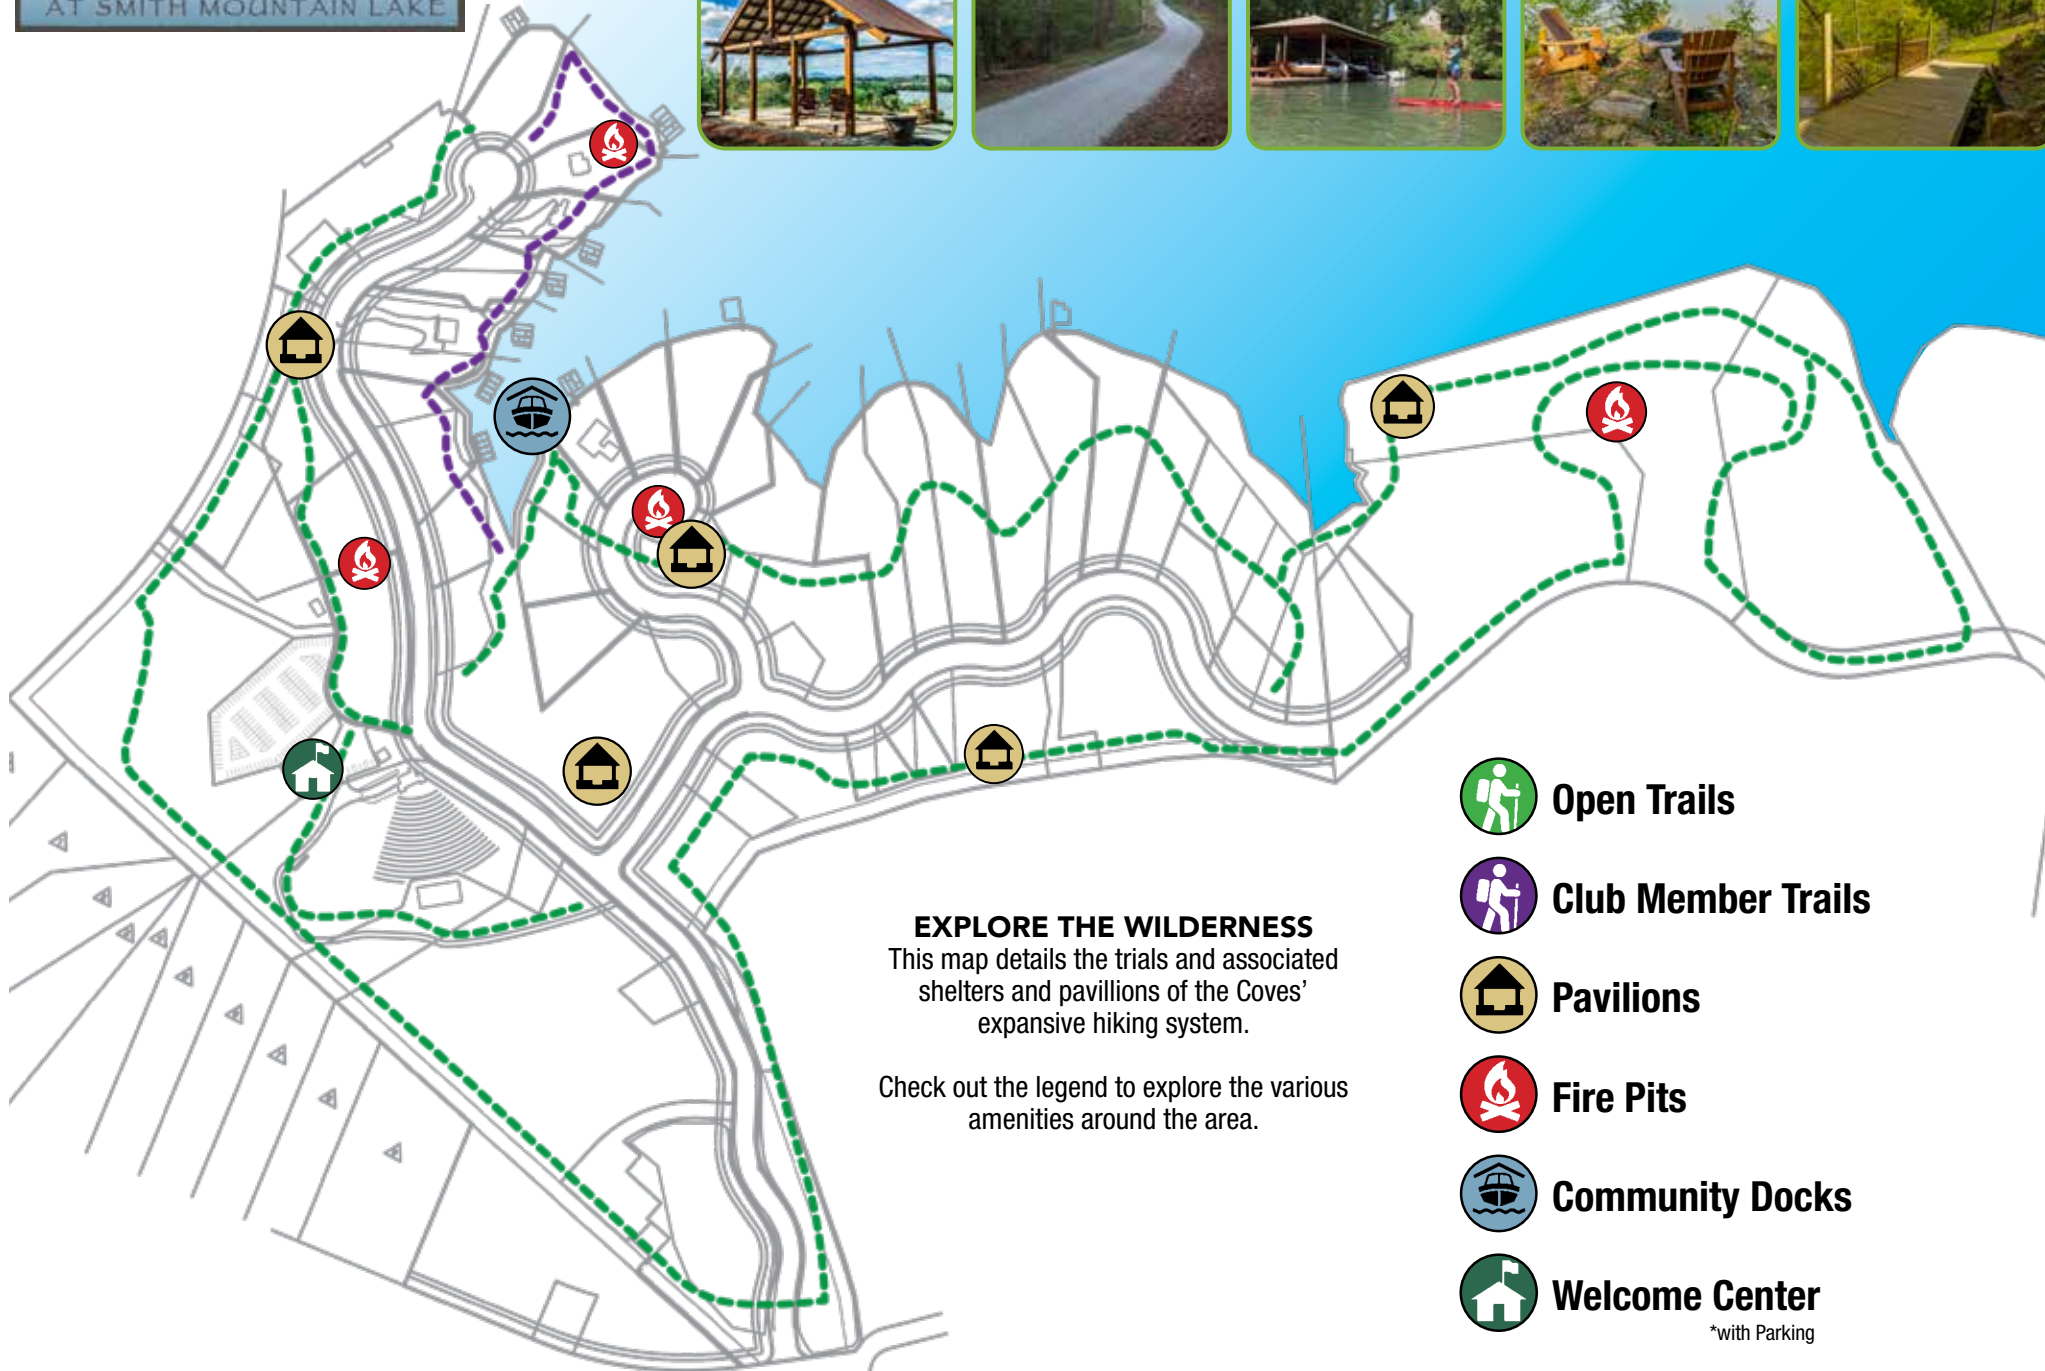 AT SMITH MOUNTAIN LAKE
EXPLORE THE WILDERNESS
This map details the trials and associated
shelters and pavillions of the Coves’
expansive hiking system.
Check out the legend to explore the various
amenities around the area.
Open Trails
Club Member Trails
Pavilions
Fire Pits
Community Docks
Welcome Center
*with Parking